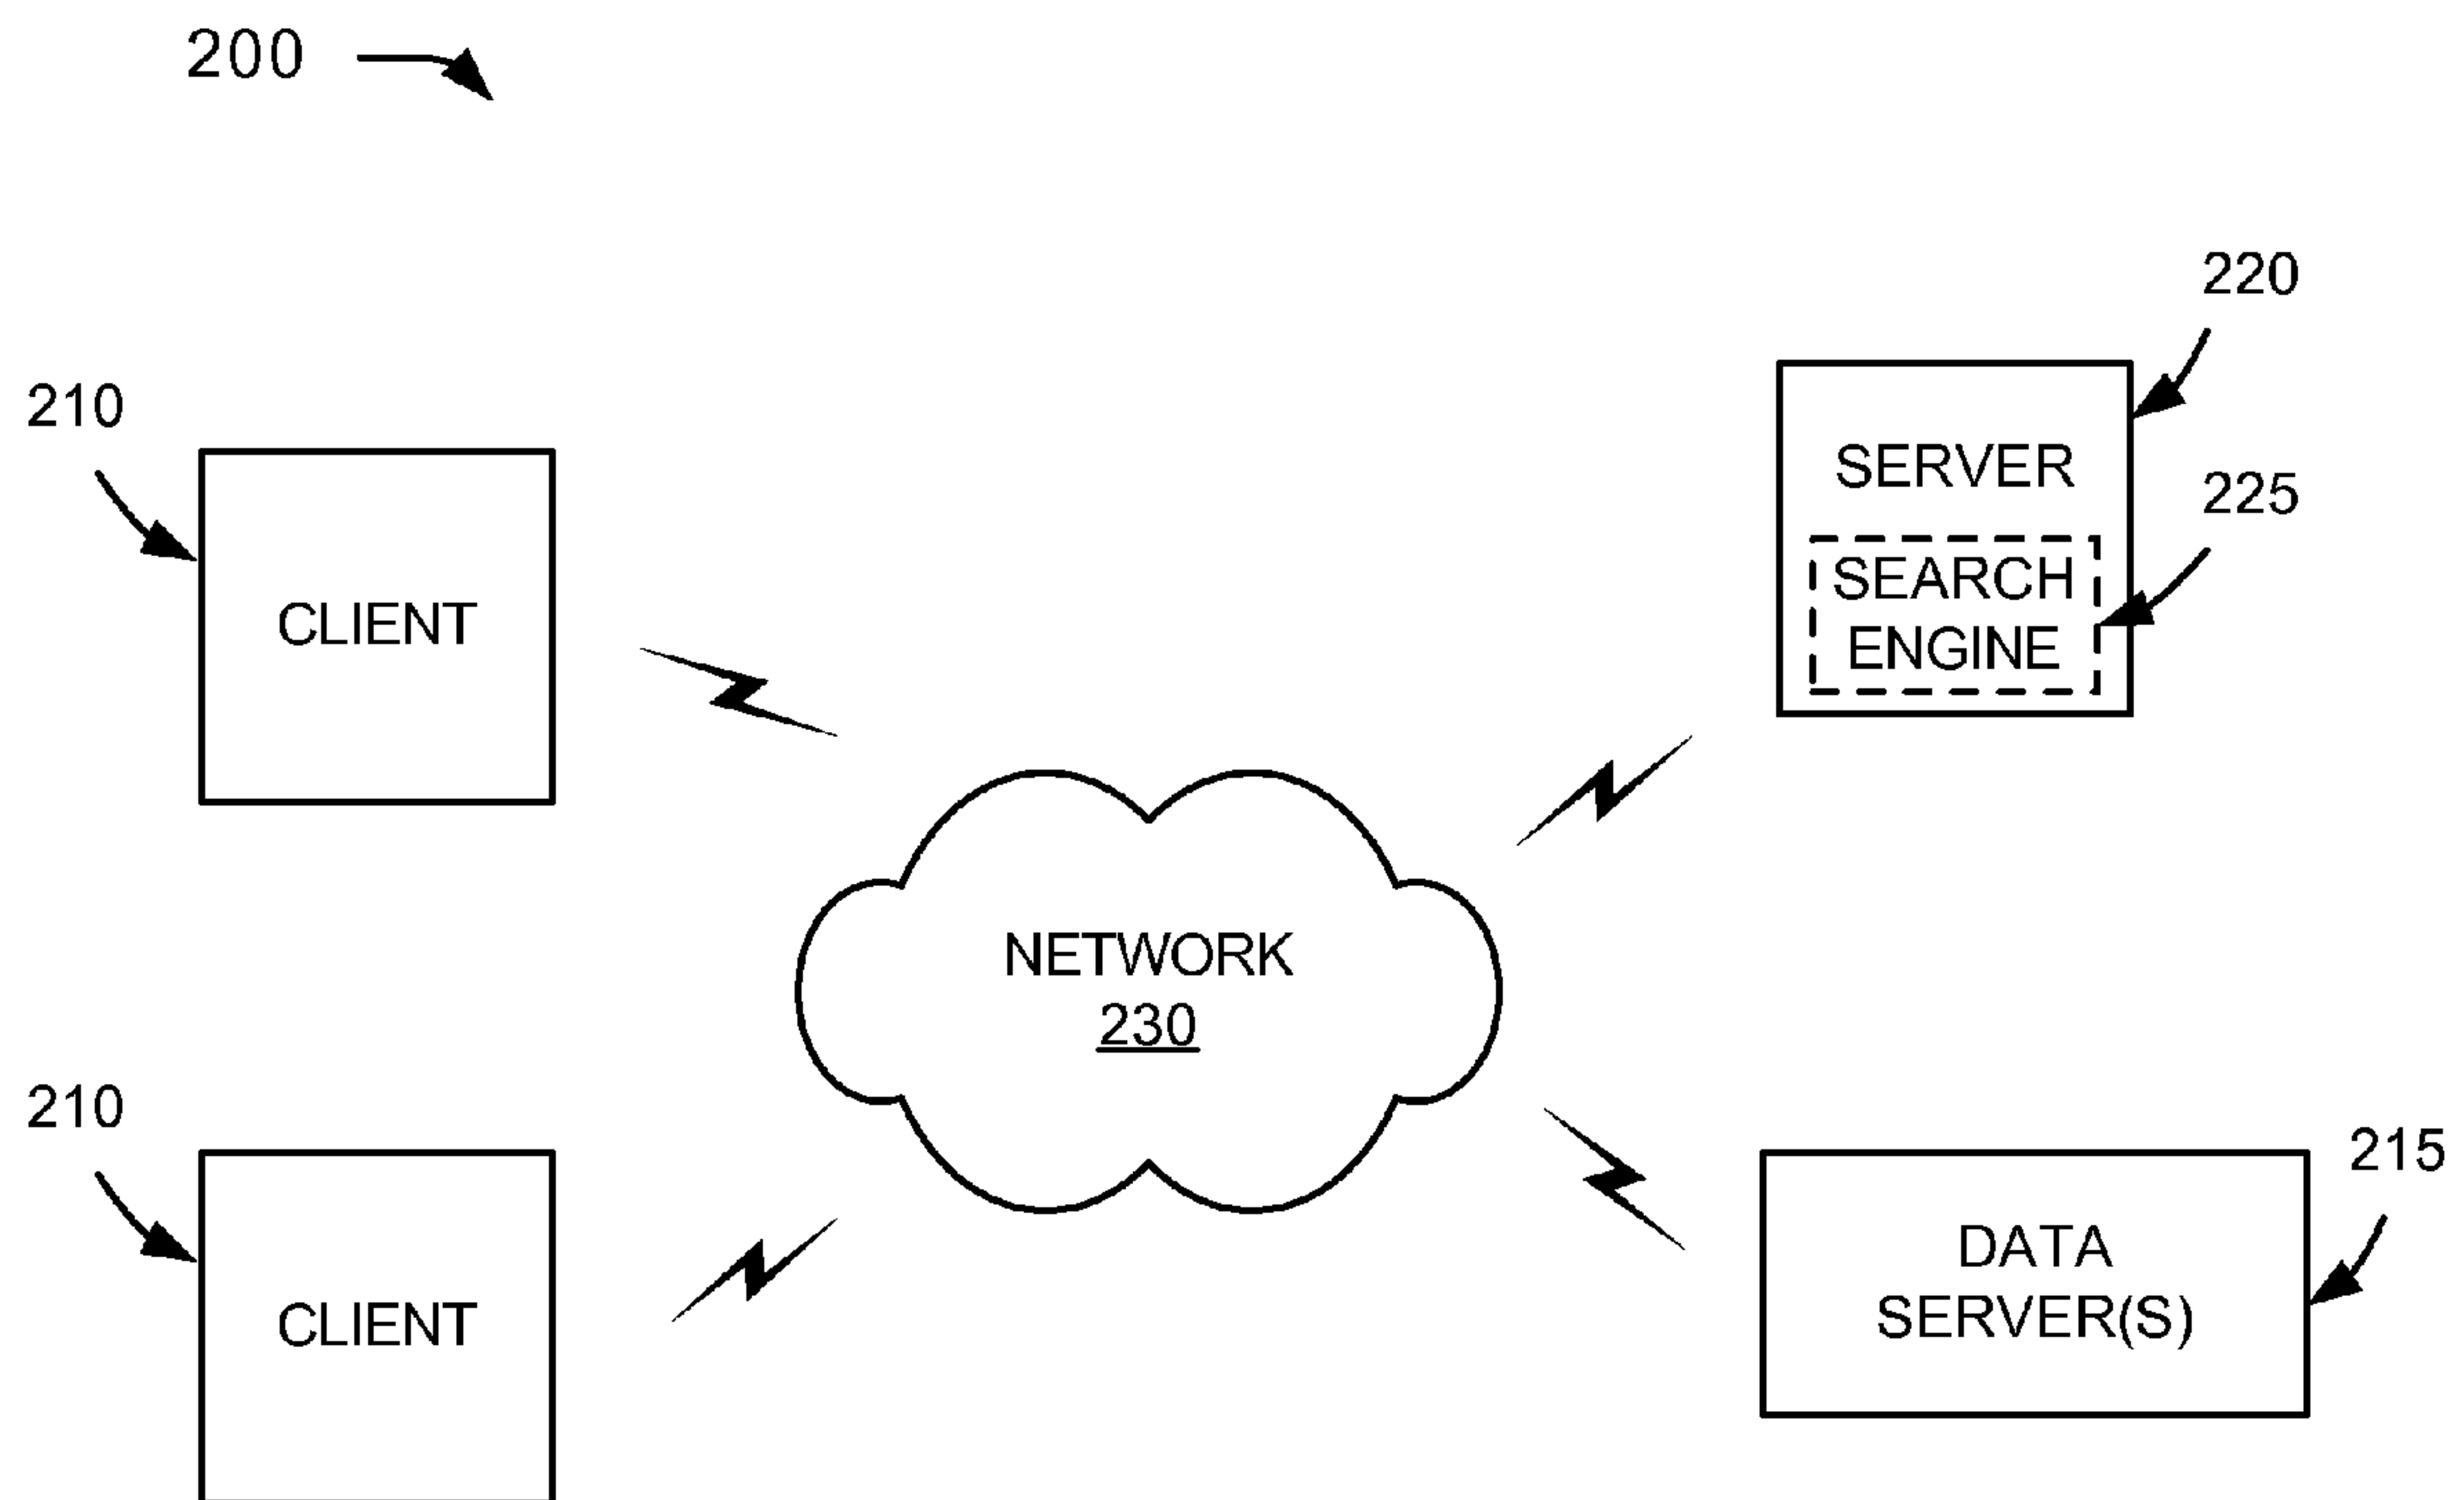 200
220
210
SERVER
225
SEARCH
ENGINE
CLIENT
NETWORK
230
210
215
DATA
SERVER(S)
CLIENT